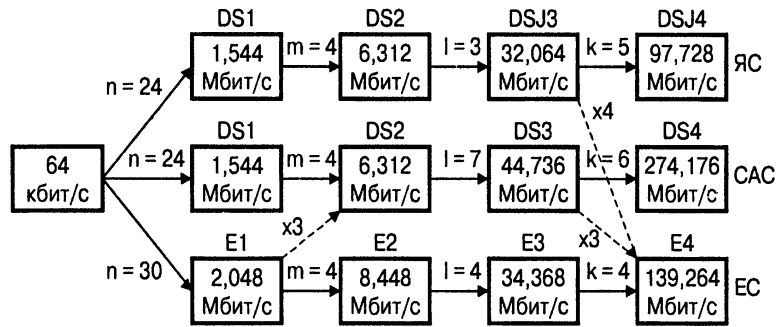 DS1 DS2 DSJ3 DSJ4
1,544 Мбит/с m = 4 6,312 Мбит/с l = 3 32,064 Мбит/с k = 5 97,728 Мбит/с ЯС
n = 24
x4
DS1 DS2 DS3 DS4
64 кбит/с n = 24 1,544 Мбит/с m = 4 6,312 Мбит/с l = 7 44,736 Мбит/с k = 6 274,176 Мбит/с САС
x3 x3
E1 E2 E3 E4
n = 30 2,048 Мбит/с m = 4 8,448 Мбит/с l = 4 34,368 Мбит/с k = 4 139,264 Мбит/с ЕС